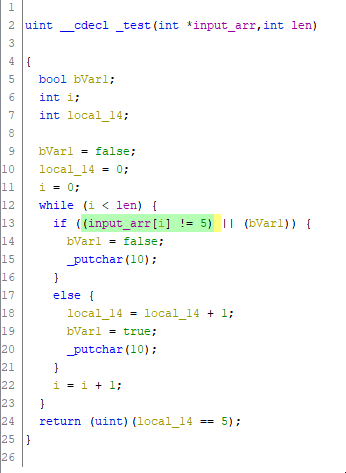 1
2 uint __cdecl _test(int *input_arr,int len)
3
4 {
5 bool bVar1;
6 int i;
7 int local_14;
8
9 bVar1 = false;
10 local_14 = 0;
11 i = 0;
12 while (i < len) {
13 if ((input_arr[i] != 5) || (bVar1)) {
14 bVar1 = false;
15 _putchar(10);
16 }
17 else {
18 local_14 = local_14 + 1;
19 bVar1 = true;
20 _putchar(10);
21 }
22 i = i + 1;
23 }
24 return (uint)(local_14 == 5);
25 }
26